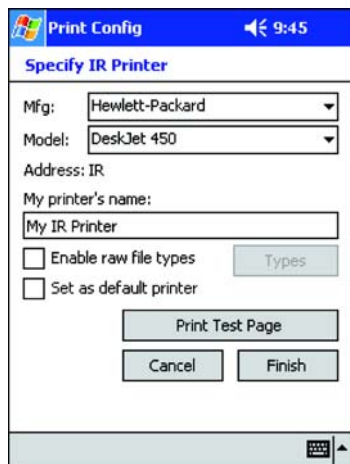 Print Config 9:45
Specify IR Printer
Mfg: Hewlett-Packard
Model: DeskJet 450
Address: IR
My printer's name:
My IR Printer
Enable raw file types Types
Set as default printer
Print Test Page
Cancel Finish